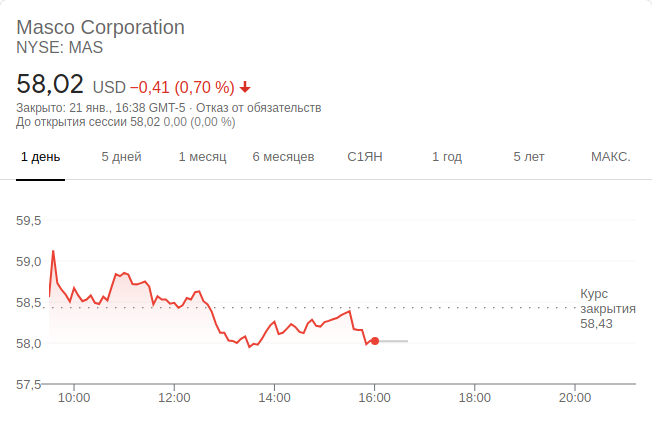 Masco Corporation
NYSE: MAS
58,02 USD −0,41 (0,70 %)
Закрыто: 21 янв., 16:38 GMT-5 · Отказ от обязательств
До открытия сессии 58,02 0,00 (0,00 %)
1 день 5 дней 1 месяц 6 месяцев С1ЯН 1 год 5 лет МАКС.
59,5
59,0
58,5
58,0
57,5
Курс
закрытия
58,43
10:00 12:00 14:00 16:00 18:00 20:00